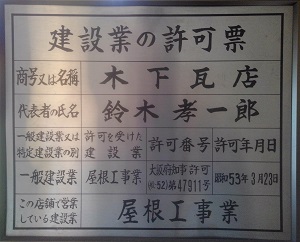 建設業の許可票
商号又は名称 木下瓦店
代表者の氏名 鈴木孝一郎
一般建設業又は
特定建設業の別
許可を受けた
建設業
許可番号 許可年月日
一般建設業 屋根工事業
大阪府知事許可
(般-52)第47911号
昭和53年3月23日
この店舗で営業
している建設業
屋根工事業